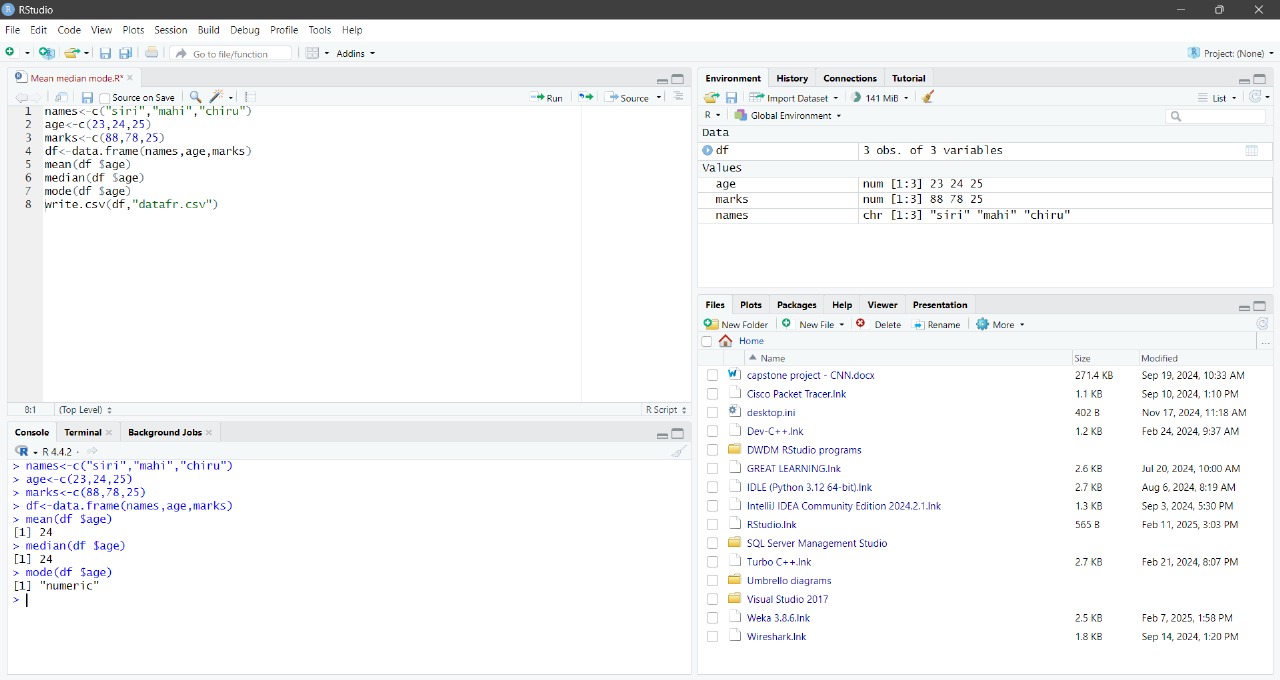 RStudio
File Edit Code View Plots Session Build Debug Profile Tools Help
Go to file/function Addins Project: (None)
Mean median mode.R*
Source on Save Run Source
1 names<-c("siri","mahi","chiru")
2 age<-c(23,24,25)
3 marks<-c(88,78,25)
4 df<-data.frame(names,age,marks)
5 mean(df $age)
6 median(df $age)
7 mode(df $age)
8 write.csv(df,"datafr.csv")
8:1 (Top Level) R Script
Console Terminal Background Jobs
R 4.4.2 ·
> names<-c("siri","mahi","chiru")
> age<-c(23,24,25)
> marks<-c(88,78,25)
> df<-data.frame(names,age,marks)
> mean(df $age)
[1] 24
> median(df $age)
[1] 24
> mode(df $age)
[1] "numeric"
>
Environment History Connections Tutorial
Import Dataset 141 MiB List
R Global Environment
Data
df 3 obs. of 3 variables
Values
age num [1:3] 23 24 25
marks num [1:3] 88 78 25
names chr [1:3] "siri" "mahi" "chiru"
Files Plots Packages Help Viewer Presentation
New Folder New File Delete Rename More
Home ...
Name Size Modified
capstone project - CNN.docx 271.4 KB Sep 19, 2024, 10:33 AM
Cisco Packet Tracer.lnk 1.1 KB Sep 10, 2024, 1:10 PM
desktop.ini 402 B Nov 17, 2024, 11:18 AM
Dev-C++.lnk 1.2 KB Feb 24, 2024, 9:37 AM
DWDM RStudio programs
GREAT LEARNING.lnk 2.6 KB Jul 20, 2024, 10:00 AM
IDLE (Python 3.12 64-bit).lnk 2.7 KB Aug 6, 2024, 8:19 AM
IntelliJ IDEA Community Edition 2024.2.1.lnk 1.3 KB Sep 3, 2024, 5:30 PM
RStudio.lnk 565 B Feb 11, 2025, 3:03 PM
SQL Server Management Studio
Turbo C++.lnk 2.7 KB Feb 21, 2024, 8:07 PM
Umbrello diagrams
Visual Studio 2017
Weka 3.8.6.lnk 2.5 KB Feb 7, 2025, 1:58 PM
Wireshark.lnk 1.8 KB Sep 14, 2024, 1:20 PM